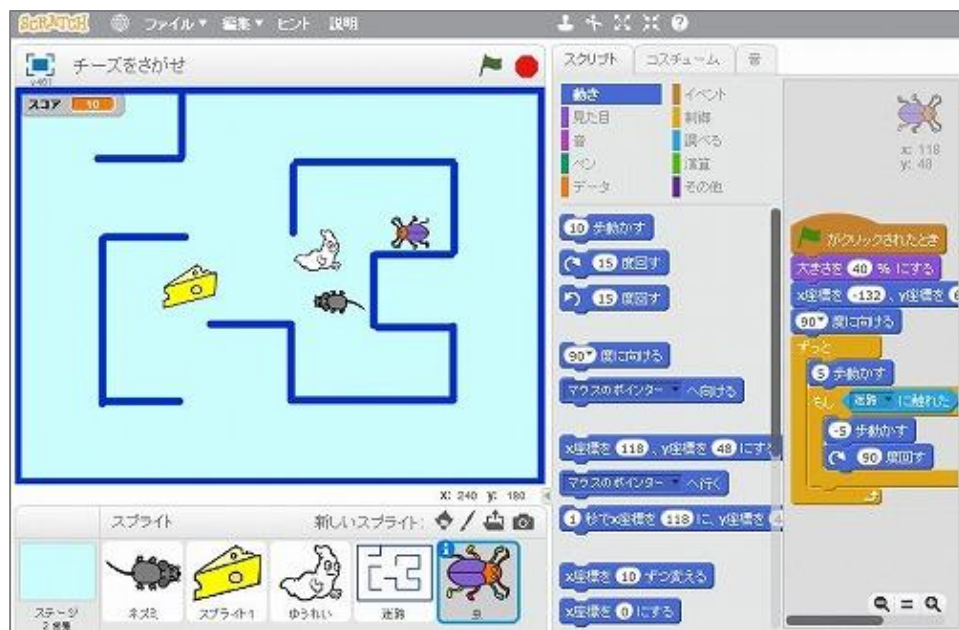 SCRATCH ファイル▼ 編集▼ ヒント 説明
チーズをさがせ
v461
スコア 10
X: 240 y: 180
スプライト 新しいスプライト:
ステージ
ネズミ スプライト1 ゆうれい 迷路 虫
スクリプト コスチューム 音
動き イベント
見た目 制御
音 調べる
ペン 演算
データ その他
10 歩動かす
15 度回す
15 度回す
90▼ 度に向ける
マウスのポインター▼ へ向ける
x座標を 118 、y座標を 48 にする
マウスのポインター▼ へ行く
1 秒でx座標を 118 に、y座標を
x座標を 10 ずつ変える
x座標を 0 にする
x: 118
y: 48
がクリックされたとき
大きさを 40 % にする
x座標を -132 、y座標を 6
90▼ 度に向ける
ずっと
5 歩動かす
もし 迷路▼ に触れた
-5 歩動かす
90 度回す